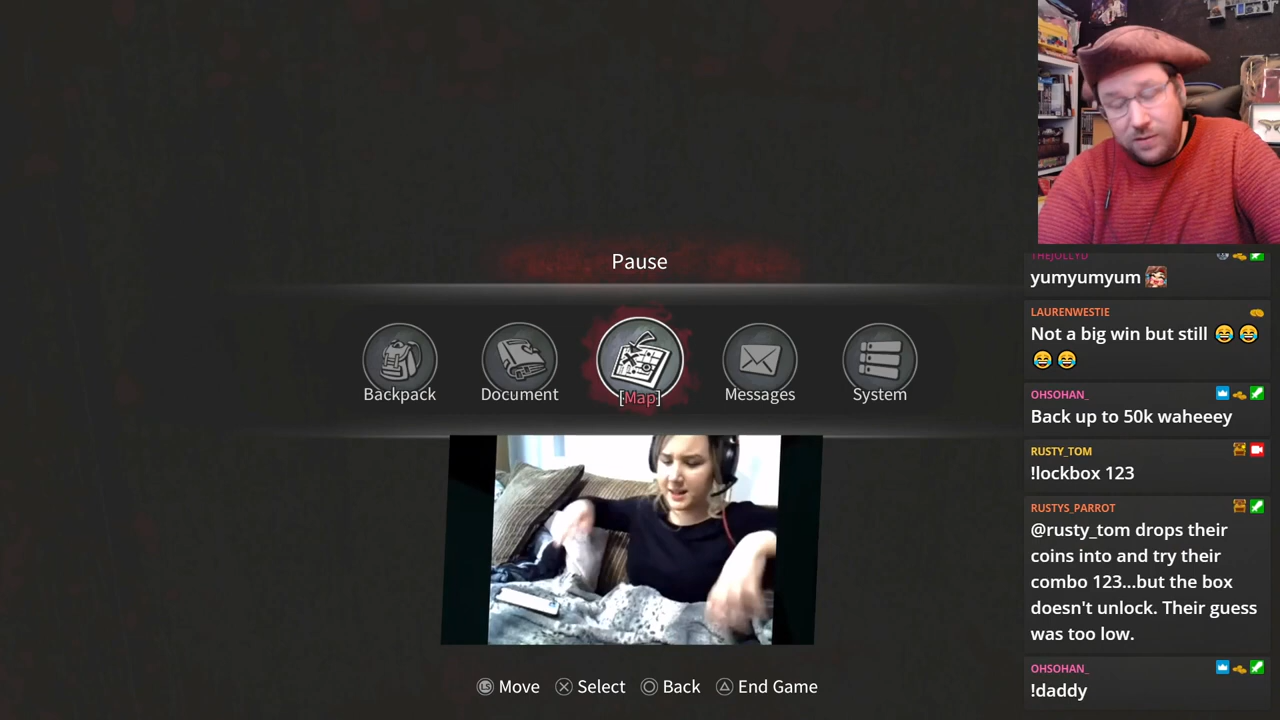 Pause
Backpack
Document
[Map]
Messages
System
Move
Select
Back
End Game
THEJOLLYD
yumyumyum
LAURENWESTIE
Not a big win but still 😂 😂
😂 😂
OHSOHAN_
Back up to 50k waheeey
RUSTY_TOM
!lockbox 123
RUSTYS_PARROT
@rusty_tom drops their
coins into and try their
combo 123...but the box
doesn't unlock. Their guess
was too low.
OHSOHAN_
!daddy